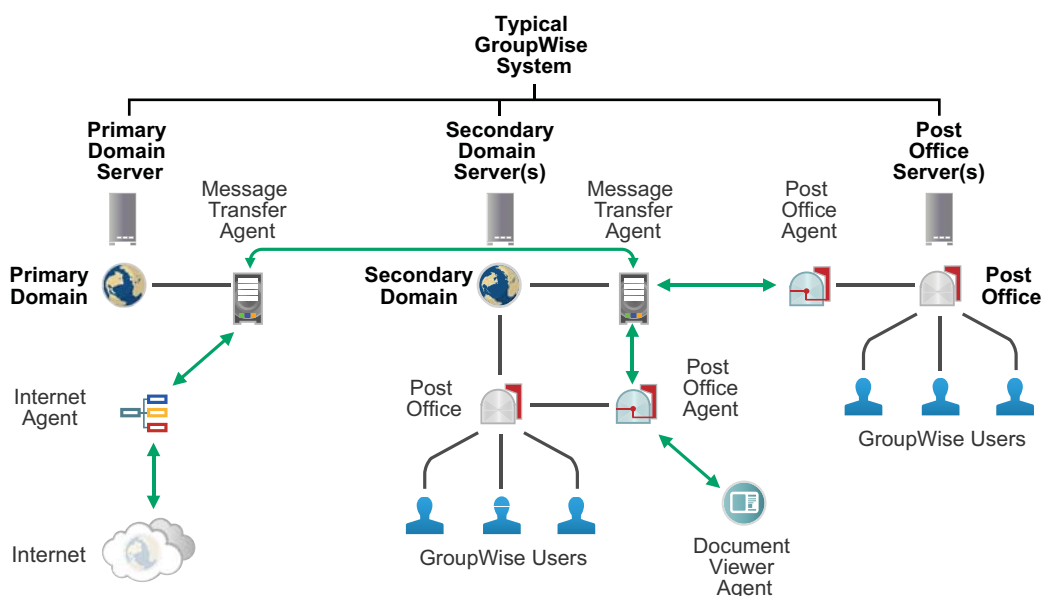 Typical
GroupWise
System
Primary
Domain
Server
Secondary
Domain
Server(s)
Post
Office
Server(s)
Message
Transfer
Agent
Message
Transfer
Agent
Post
Office
Agent
Primary
Domain
Secondary
Domain
Post
Office
Internet
Agent
Post
Office
Post
Office
Agent
GroupWise Users
Internet
GroupWise Users
Document
Viewer
Agent